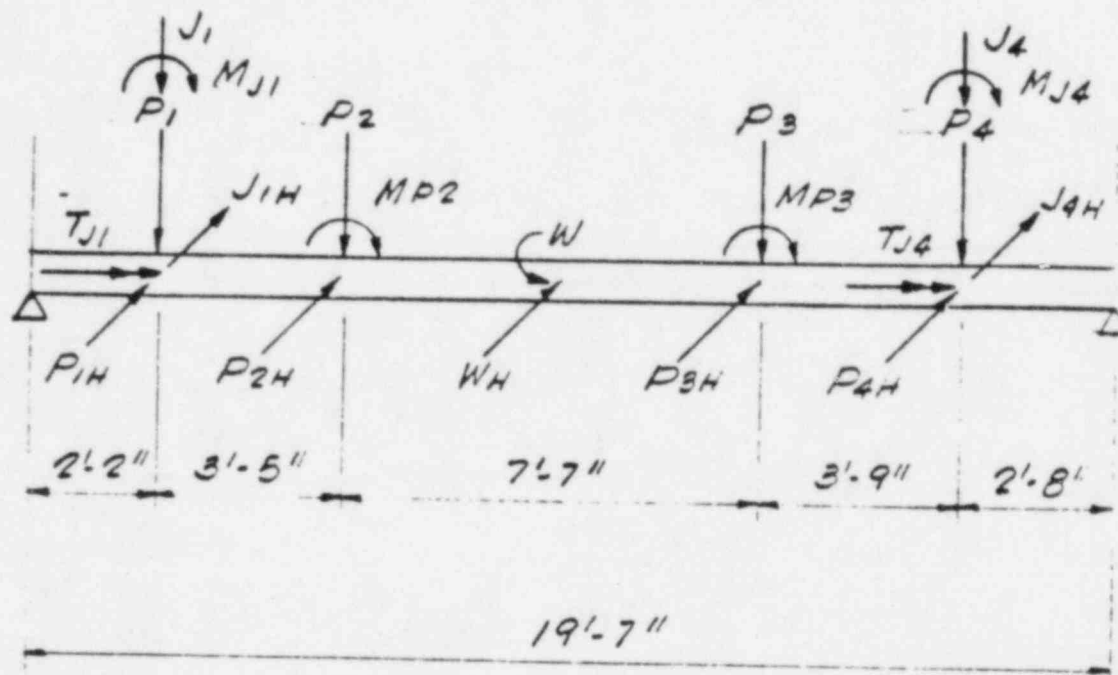 J1 J4
MJ1 MJ4
P1 P2 P3 P4
J1H MP2 MP3 J4H
TJ1 W TJ4
P1H P2H WH P3H P4H
2'-2" 3'-5" 7'-7" 3'-9" 2'-8'
19'-7"